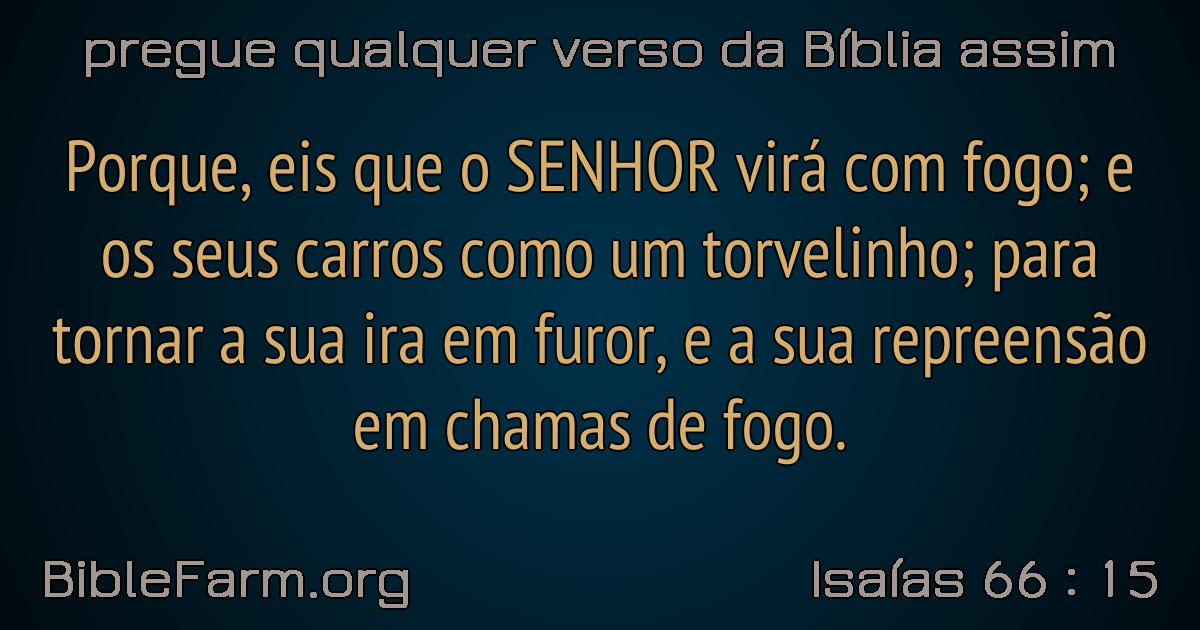 pregue qualquer verso da Bíblia assim
Porque, eis que o SENHOR virá com fogo; e
os seus carros como um torvelinho; para
tornar a sua ira em furor, e a sua repreensão
em chamas de fogo.
BibleFarm.org
Isaías 66 : 15